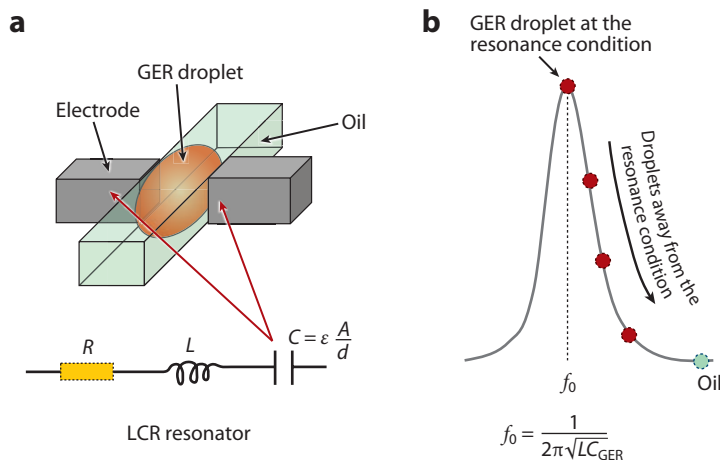 a
GER droplet
Electrode
Oil
R
L
C = ε A/d
LCR resonator
b
GER droplet at the
resonance condition
Droplets away from the
resonance condition
f₀
Oil
f₀ = 1/(2π√LC_GER)